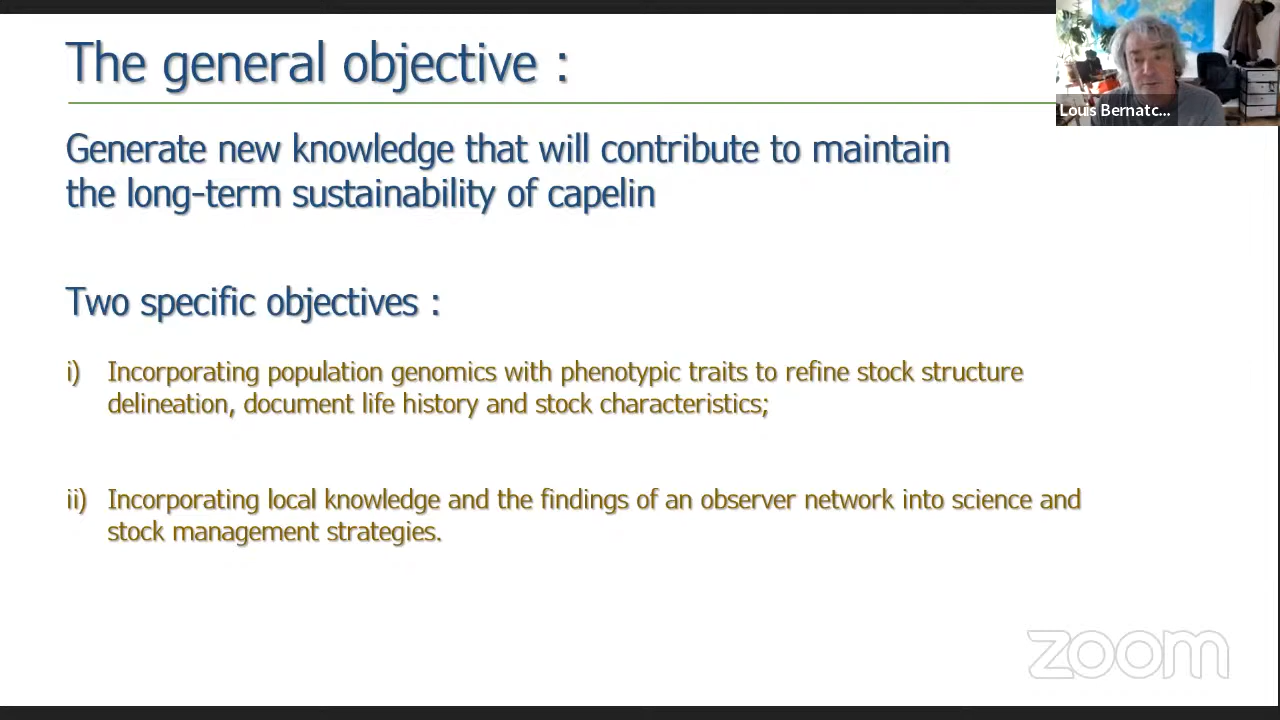 The general objective :
Louis Bernatc...
Generate new knowledge that will contribute to maintain
the long-term sustainability of capelin
Two specific objectives :
i) Incorporating population genomics with phenotypic traits to refine stock structure
delineation, document life history and stock characteristics;
ii) Incorporating local knowledge and the findings of an observer network into science and
stock management strategies.
zoom